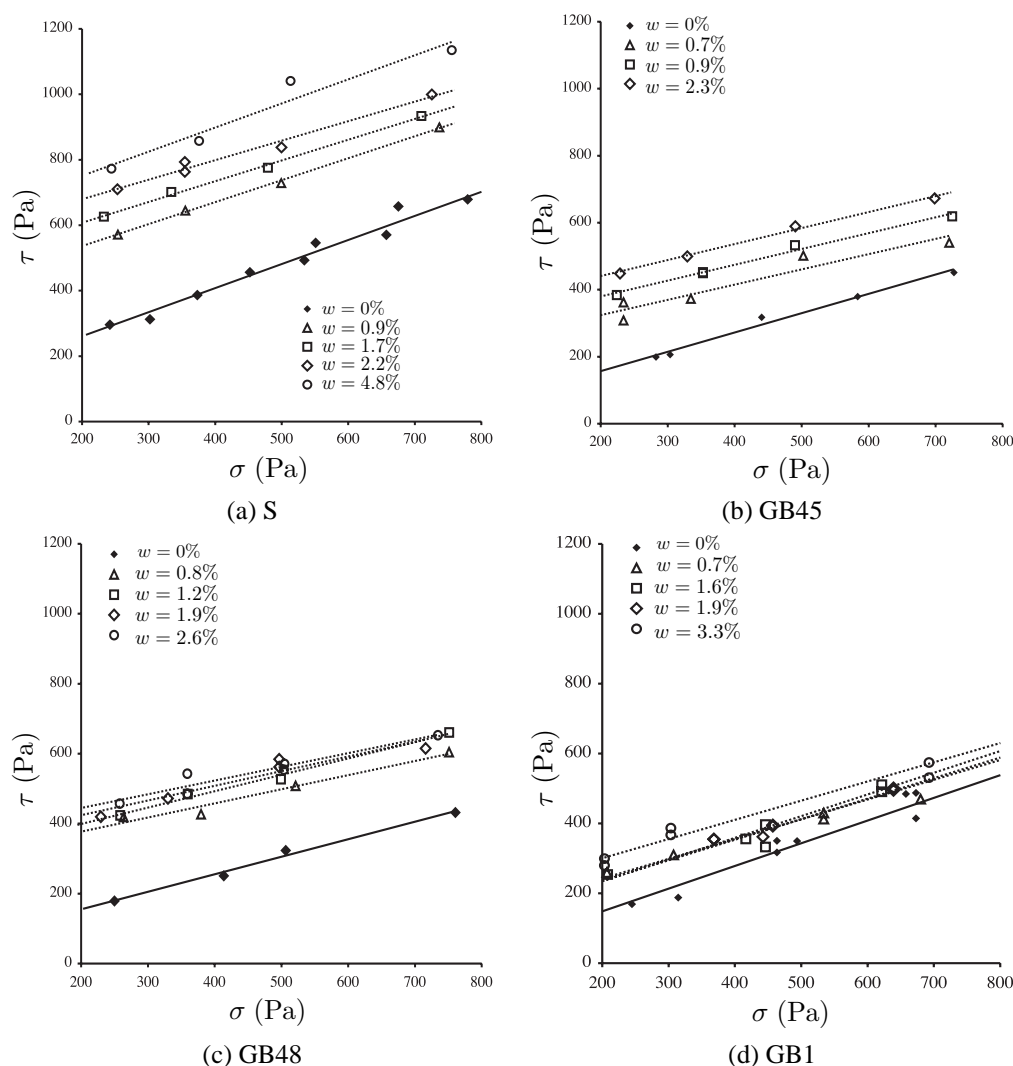 1200
1000
800
600
400
200
0
τ (Pa)
w = 0%
w = 0.9%
w = 1.7%
w = 2.2%
w = 4.8%
200 300 400 500 600 700 800
σ (Pa)
(a) S
1200
1000
800
600
400
200
0
τ (Pa)
w = 0%
w = 0.7%
w = 0.9%
w = 2.3%
200 300 400 500 600 700 800
σ (Pa)
(b) GB45
1200
1000
800
600
400
200
0
τ (Pa)
w = 0%
w = 0.8%
w = 1.2%
w = 1.9%
w = 2.6%
200 300 400 500 600 700 800
σ (Pa)
(c) GB48
1200
1000
800
600
400
200
0
τ (Pa)
w = 0%
w = 0.7%
w = 1.6%
w = 1.9%
w = 3.3%
200 300 400 500 600 700 800
σ (Pa)
(d) GB1